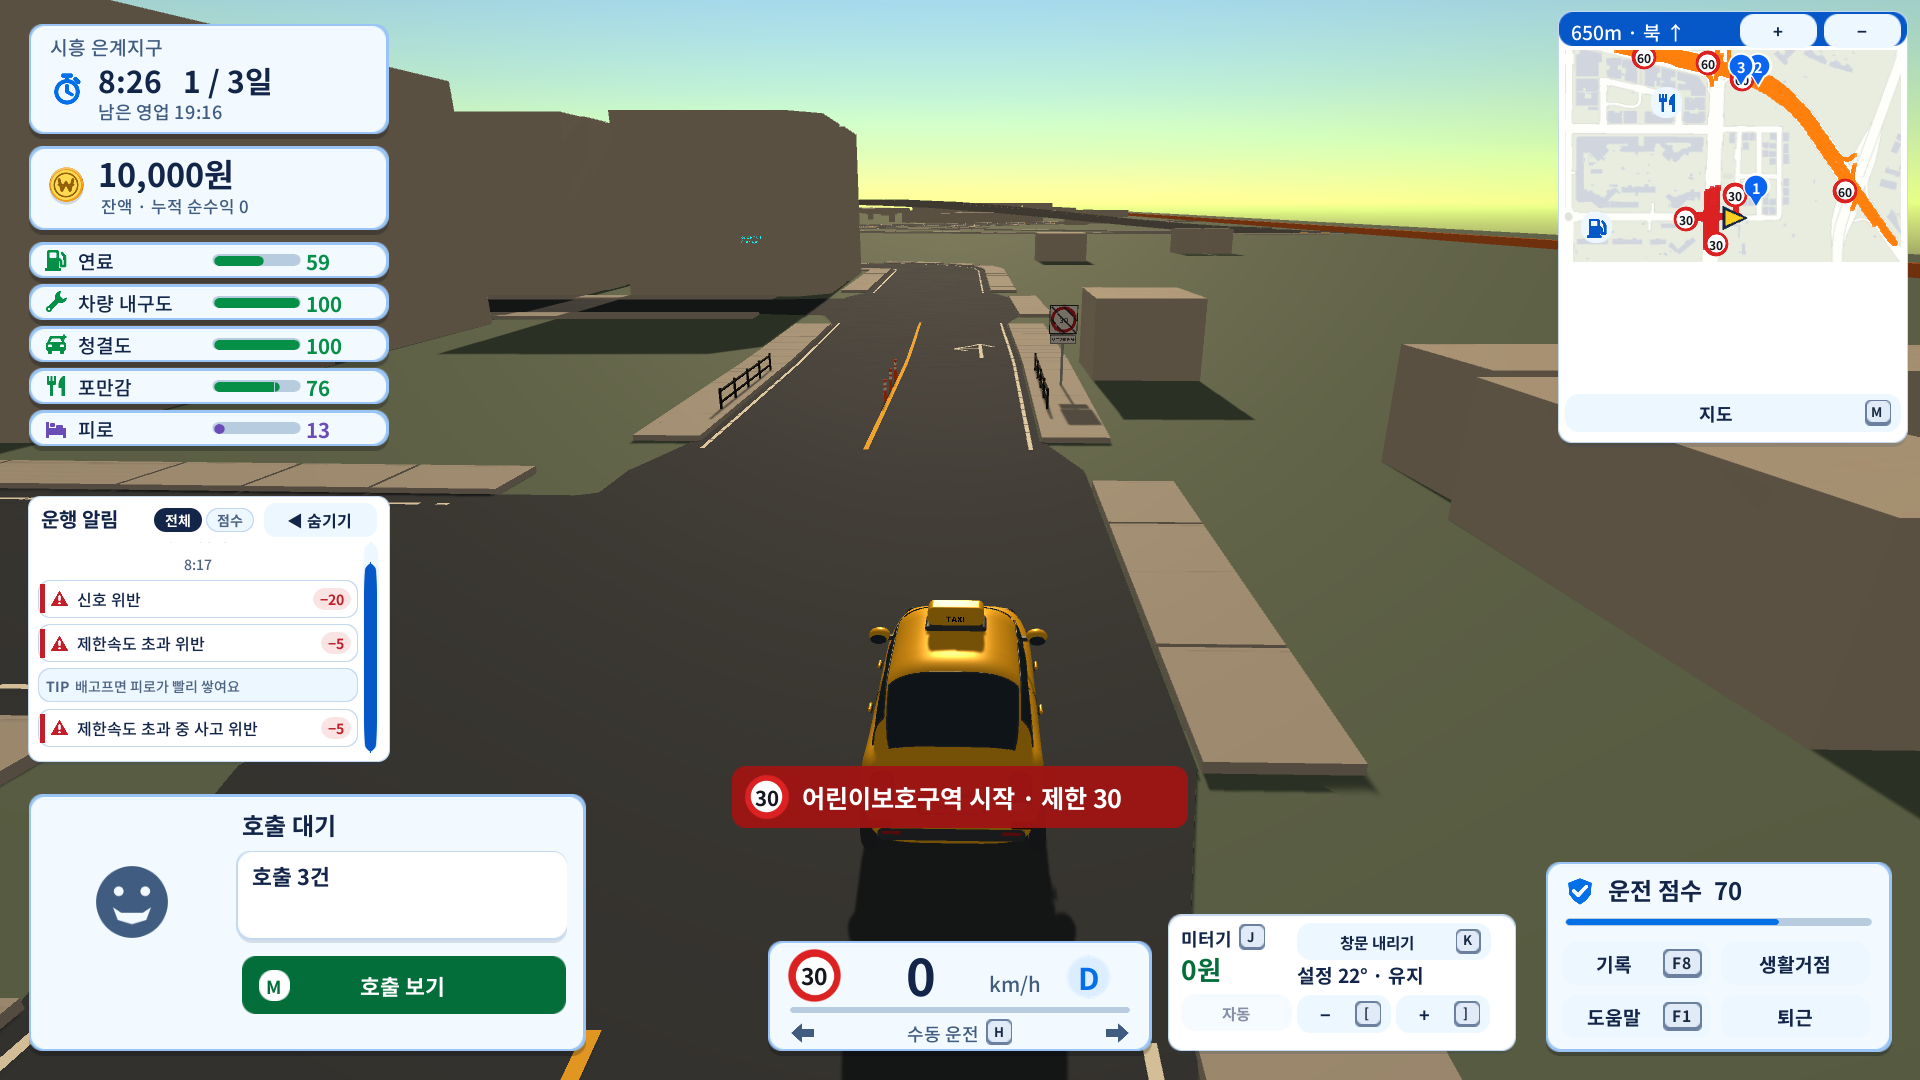 시흥 은계지구
8:26 1 / 3일
남은 영업 19:16
10,000원
잔액 · 누적 순수익 0
연료 59
차량 내구도 100
청결도 100
포만감 76
피로 13
운행 알림 전체 점수 ◀ 숨기기
8:17
신호 위반 −20
제한속도 초과 위반 −5
TIP 배고프면 피로가 빨리 쌓여요
제한속도 초과 중 사고 위반 −5
호출 대기
호출 3건
M 호출 보기
TAXI
30 어린이보호구역 시작 · 제한 30
30 0 km/h D
수동 운전 H
미터기 J
0원
자동
창문 내리기 K
설정 22° · 유지
− [ + ]
운전 점수 70
기록 F8 생활거점
도움말 F1 퇴근
650m · 북 ↑ + −
60 60 3 2
60
1
30 30
30
지도 M
30